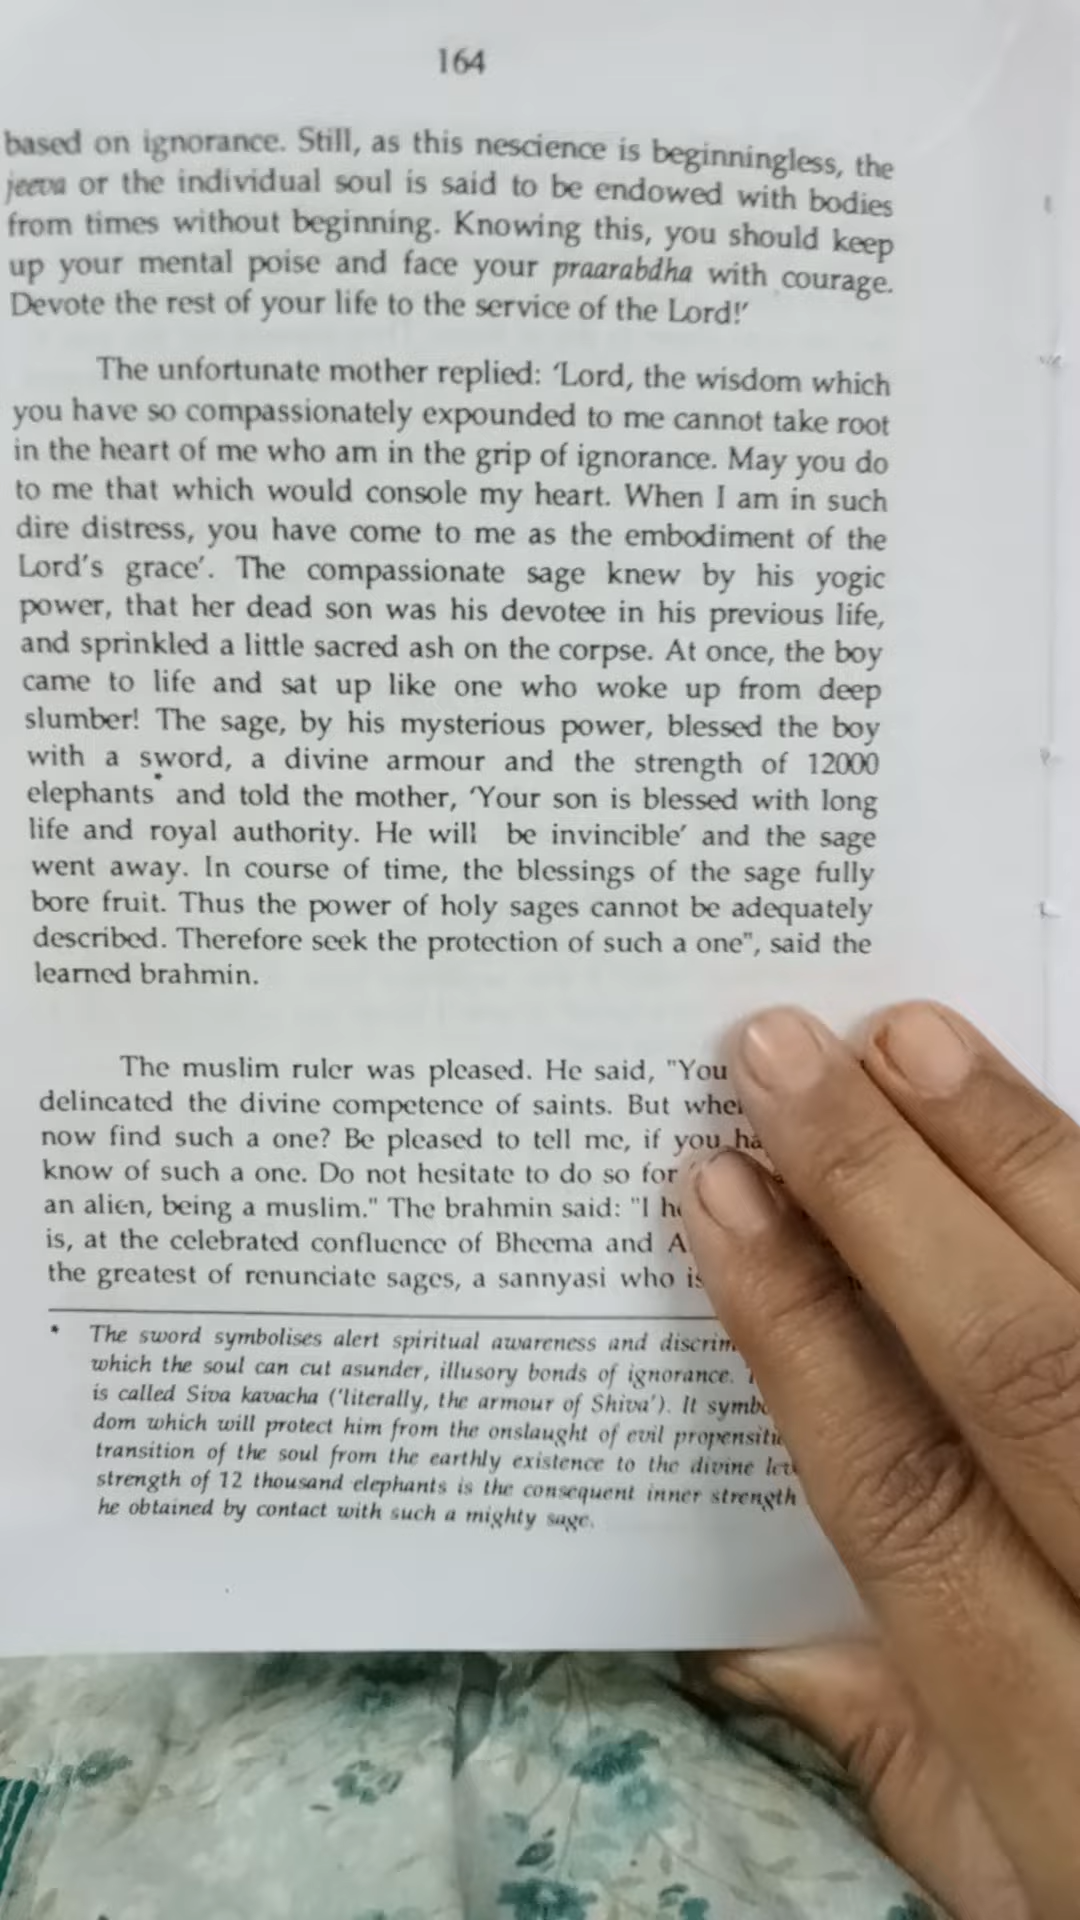 164
based on ignorance. Still, as this nescience is beginningless, the
jeeva or the individual soul is said to be endowed with bodies
from times without beginning. Knowing this, you should keep
up your mental poise and face your praarabdha with courage.
Devote the rest of your life to the service of the Lord!'
The unfortunate mother replied: 'Lord, the wisdom which
you have so compassionately expounded to me cannot take root
in the heart of me who am in the grip of ignorance. May you do
to me that which would console my heart. When I am in such
dire distress, you have come to me as the embodiment of the
Lord's grace'. The compassionate sage knew by his yogic
power, that her dead son was his devotee in his previous life,
and sprinkled a little sacred ash on the corpse. At once, the boy
came to life and sat up like one who woke up from deep
slumber! The sage, by his mysterious power, blessed the boy
with a sword, a divine armour and the strength of 12000
elephants* and told the mother, 'Your son is blessed with long
life and royal authority. He will be invincible' and the sage
went away. In course of time, the blessings of the sage fully
bore fruit. Thus the power of holy sages cannot be adequately
described. Therefore seek the protection of such a one", said the
learned brahmin.
The muslim ruler was pleased. He said, "You
delineated the divine competence of saints. But
now find such a one? Be pleased to tell me, if you
know of such a one. Do not hesitate to do so for
an alien, being a muslim." The brahmin said: "I
is, at the celebrated confluence of Bheema and
the greatest of renunciate sages, a sannyasi who is
* The sword symbolises alert spiritual awareness and
which the soul can cut asunder, illusory bonds of ignorance.
is called Siva kavacha ('literally, the armour of Shiva'). It
dom which will protect him from the onslaught of evil
transition of the soul from the earthly existence to the divine
strength of 12 thousand elephants is the consequent inner strength
he obtained by contact with such a mighty sage.